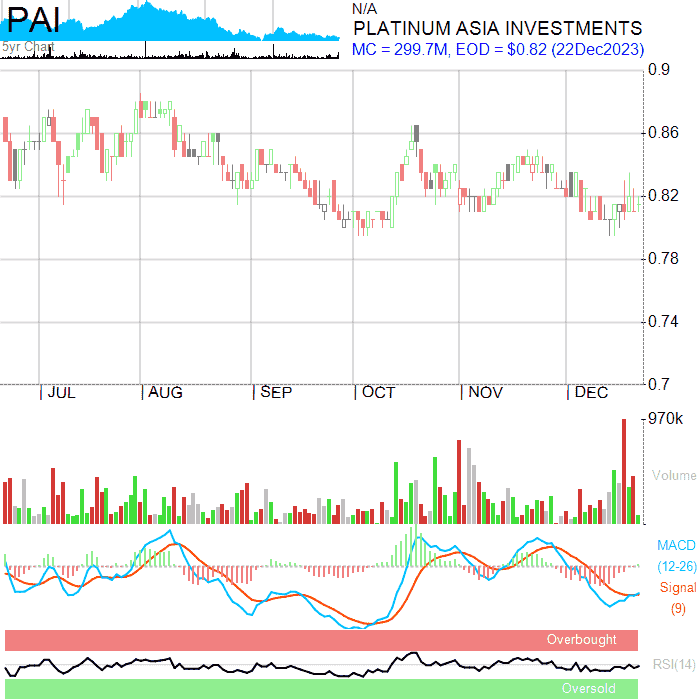 PAI
5yr Chart
N/A
PLATINUM ASIA INVESTMENTS
MC = 299.7M, EOD = $0.82 (22Dec2023)
0.9
0.86
0.82
0.78
0.74
0.7
JUL AUG SEP OCT NOV DEC
970k
Volume
MACD
(12-26)
Signal
(9)
Overbought
RSI(14)
Oversold